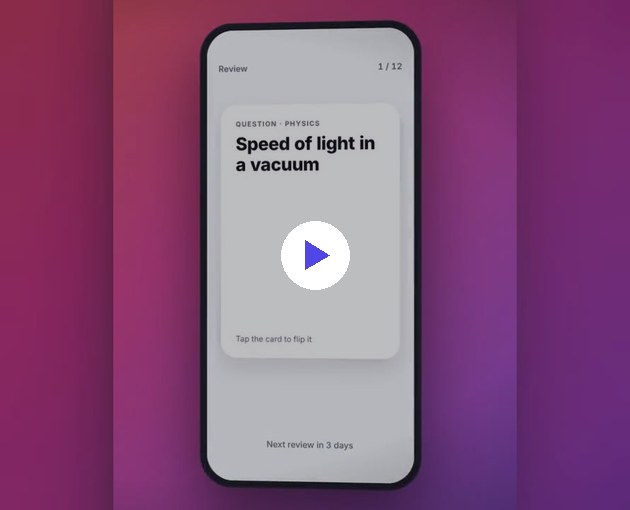 Review
1 / 12
QUESTION · PHYSICS
Speed of light in
a vacuum
Tap the card to flip it
Next review in 3 days